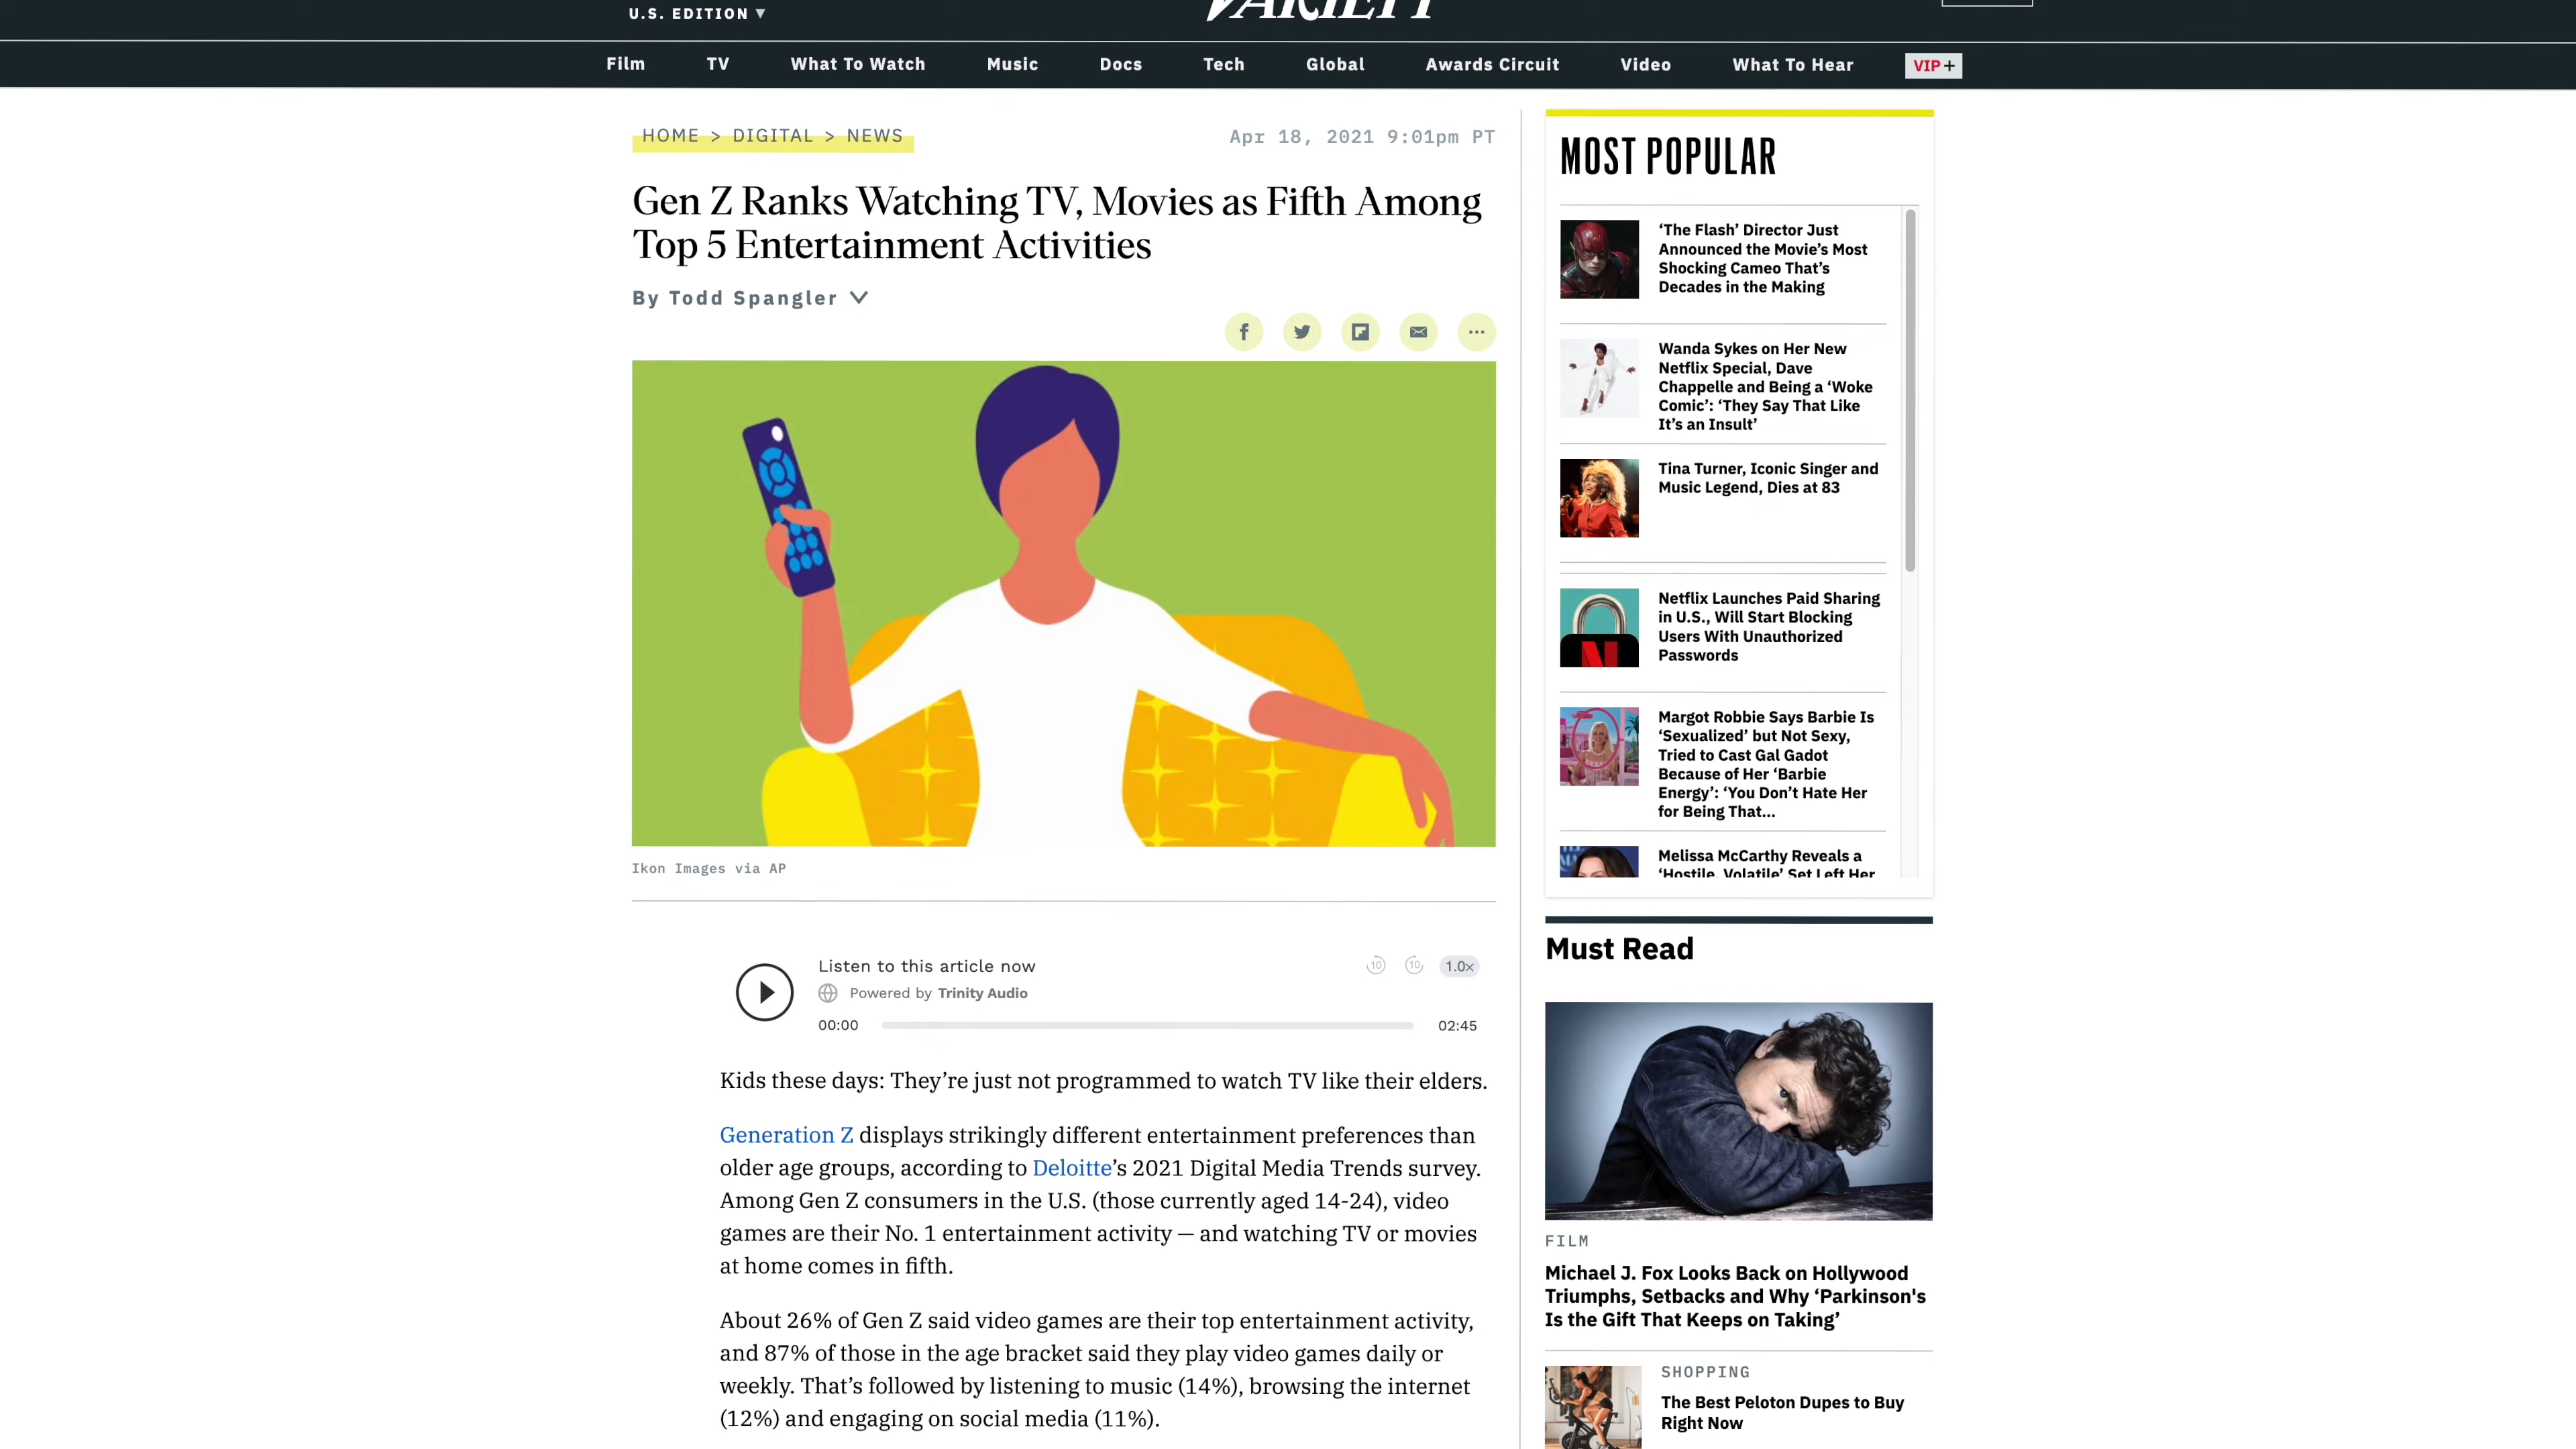 U.S. EDITION ▼
VARIETY
Film TV What To Watch Music Docs Tech Global Awards Circuit Video What To Hear VIP+
HOME > DIGITAL > NEWS
Apr 18, 2021 9:01pm PT
Gen Z Ranks Watching TV, Movies as Fifth Among
Top 5 Entertainment Activities
By Todd Spangler
Ikon Images via AP
Listen to this article now
10 10 1.0x
Powered by Trinity Audio
00:00 02:45
Kids these days: They're just not programmed to watch TV like their elders.
Generation Z displays strikingly different entertainment preferences than
older age groups, according to Deloitte's 2021 Digital Media Trends survey.
Among Gen Z consumers in the U.S. (those currently aged 14-24), video
games are their No. 1 entertainment activity — and watching TV or movies
at home comes in fifth.
About 26% of Gen Z said video games are their top entertainment activity,
and 87% of those in the age bracket said they play video games daily or
weekly. That's followed by listening to music (14%), browsing the internet
(12%) and engaging on social media (11%).
MOST POPULAR
‘The Flash’ Director Just
Announced the Movie’s Most
Shocking Cameo That’s
Decades in the Making
Wanda Sykes on Her New
Netflix Special, Dave
Chappelle and Being a ‘Woke
Comic’: ‘They Say That Like
It’s an Insult’
Tina Turner, Iconic Singer and
Music Legend, Dies at 83
Netflix Launches Paid Sharing
in U.S., Will Start Blocking
Users With Unauthorized
Passwords
Margot Robbie Says Barbie Is
‘Sexualized’ but Not Sexy,
Tried to Cast Gal Gadot
Because of Her ‘Barbie
Energy’: ‘You Don’t Hate Her
for Being That...
Melissa McCarthy Reveals a
‘Hostile, Volatile’ Set Left Her
Must Read
FILM
Michael J. Fox Looks Back on Hollywood
Triumphs, Setbacks and Why ‘Parkinson's
Is the Gift That Keeps on Taking’
SHOPPING
The Best Peloton Dupes to Buy
Right Now